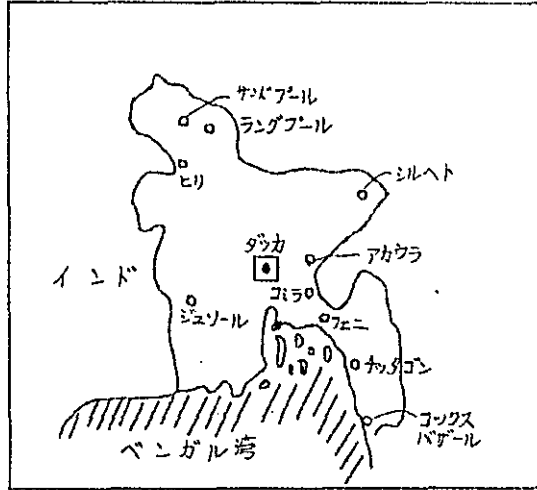 サンドプール
ラングプール
ヒリ
シルヘト
ダッカ
アカウラ
インド
コミラ
ジェソール
フェニ
チッタゴン
コックス
バザール
ベンガル湾